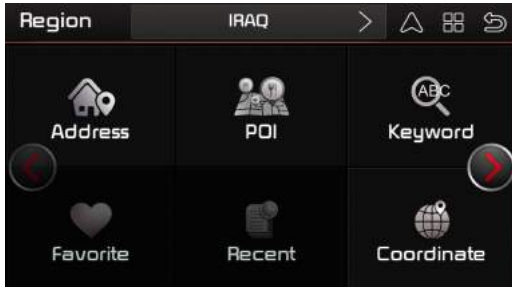 Region IRAQ
Address POI Keyword
ABC
Favorite Recent Coordinate